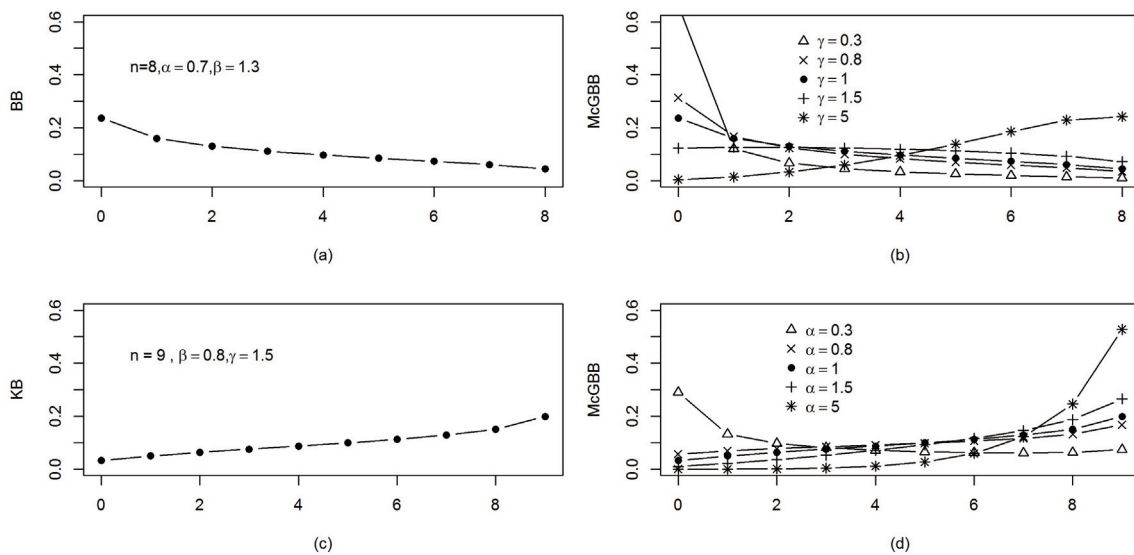 BB
0.0 0.2 0.4 0.6
n=8,α = 0.7,β = 1.3
0 2 4 6 8
(a)
McGBB
0.0 0.2 0.4 0.6
γ = 0.3
γ = 0.8
γ = 1
γ = 1.5
γ = 5
0 2 4 6 8
(b)
KB
0.0 0.2 0.4 0.6
n = 9 , β = 0.8,γ = 1.5
0 2 4 6 8
(c)
McGBB
0.0 0.2 0.4 0.6
α = 0.3
α = 0.8
α = 1
α = 1.5
α = 5
0 2 4 6 8
(d)